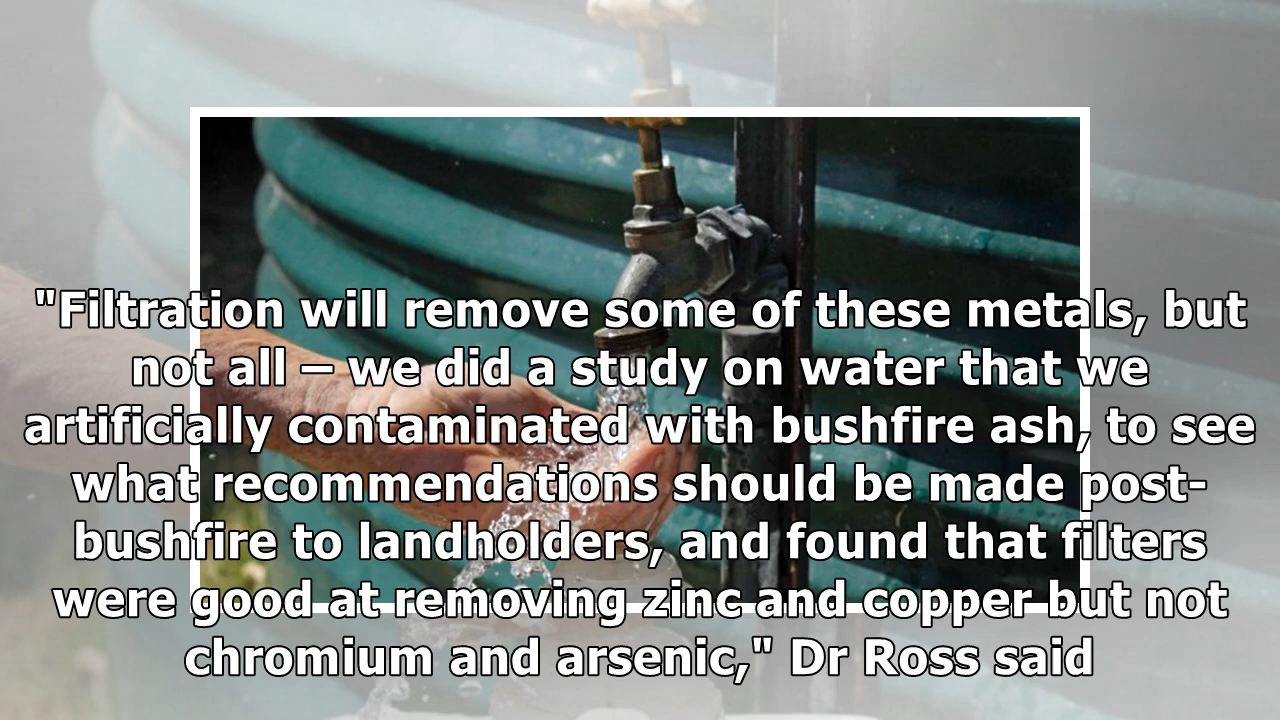 "Filtration will remove some of these metals, but
not all – we did a study on water that we
artificially contaminated with bushfire ash, to see
what recommendations should be made post-
bushfire to landholders, and found that filters
were good at removing zinc and copper but not
chromium and arsenic," Dr Ross said